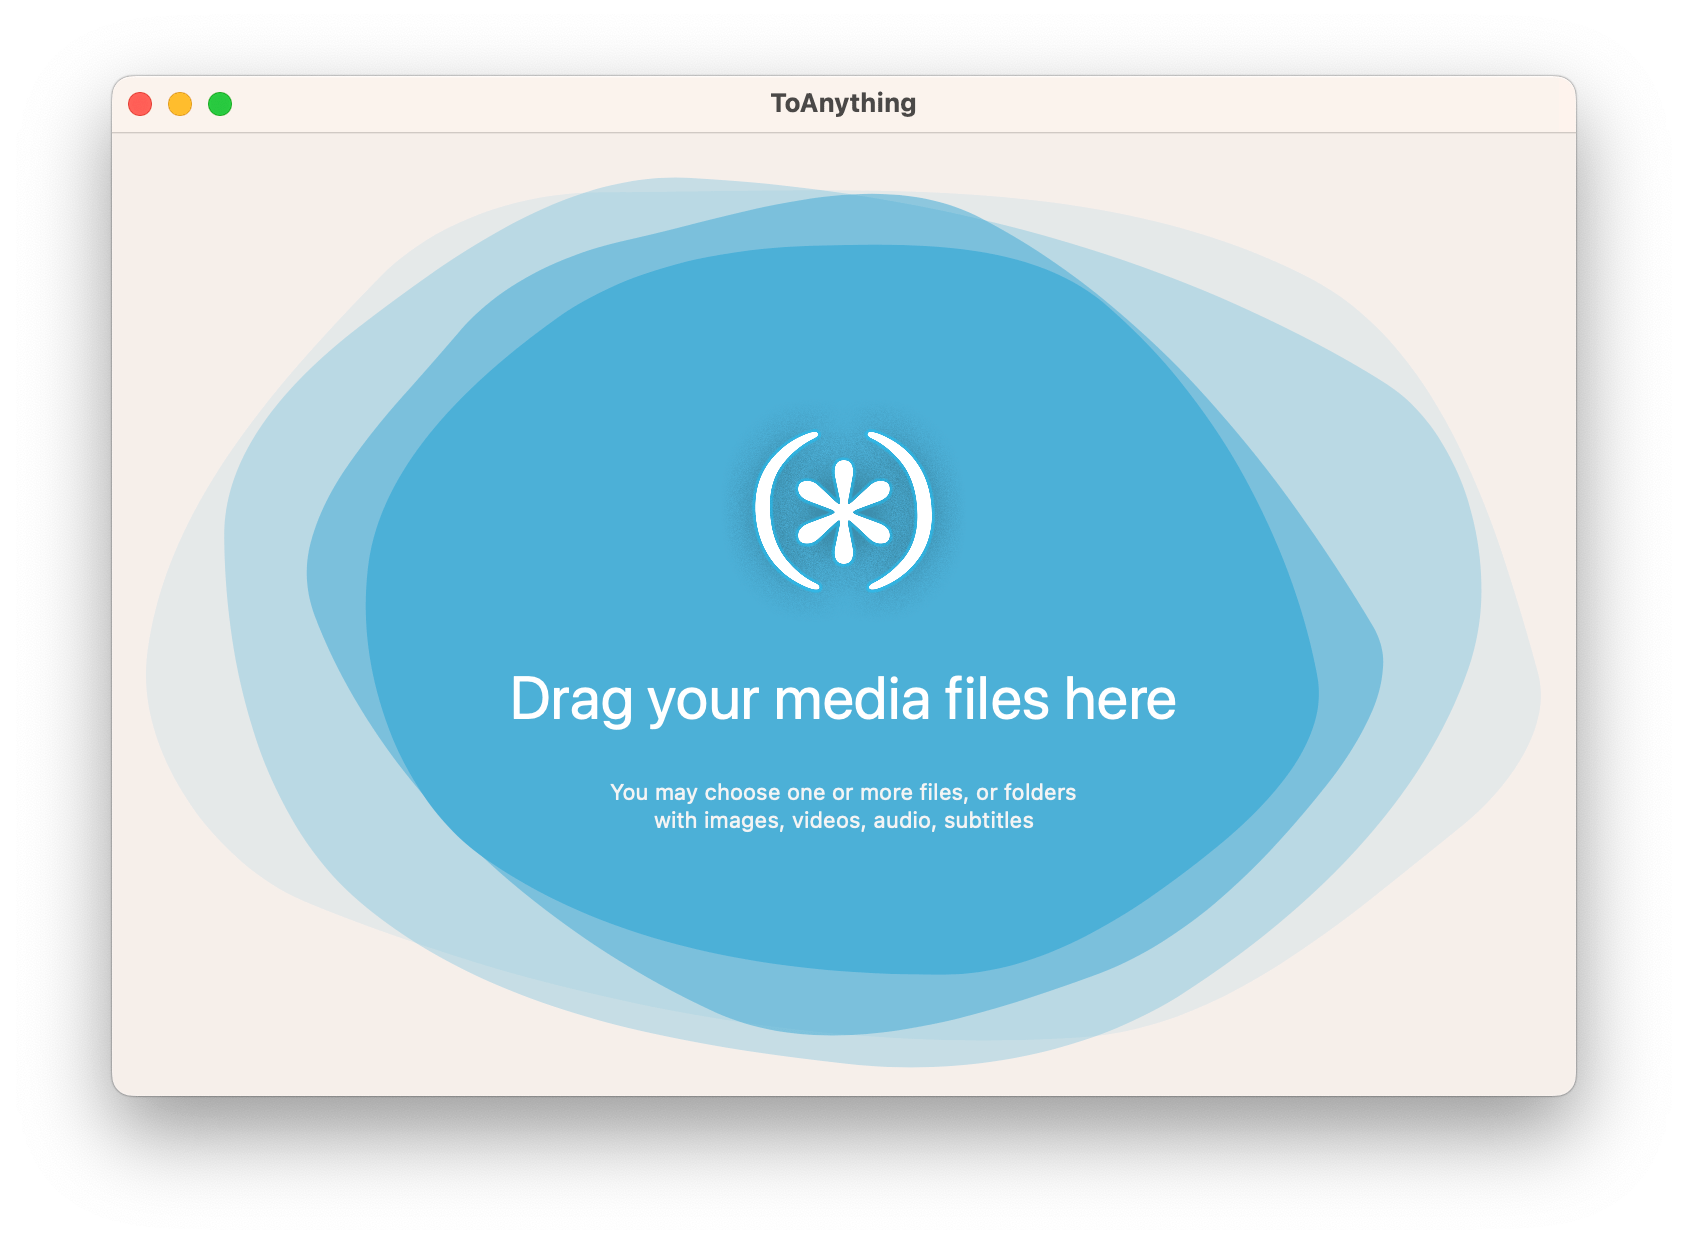 ToAnything
(*)
Drag your media files here
You may choose one or more files, or folders
with images, videos, audio, subtitles